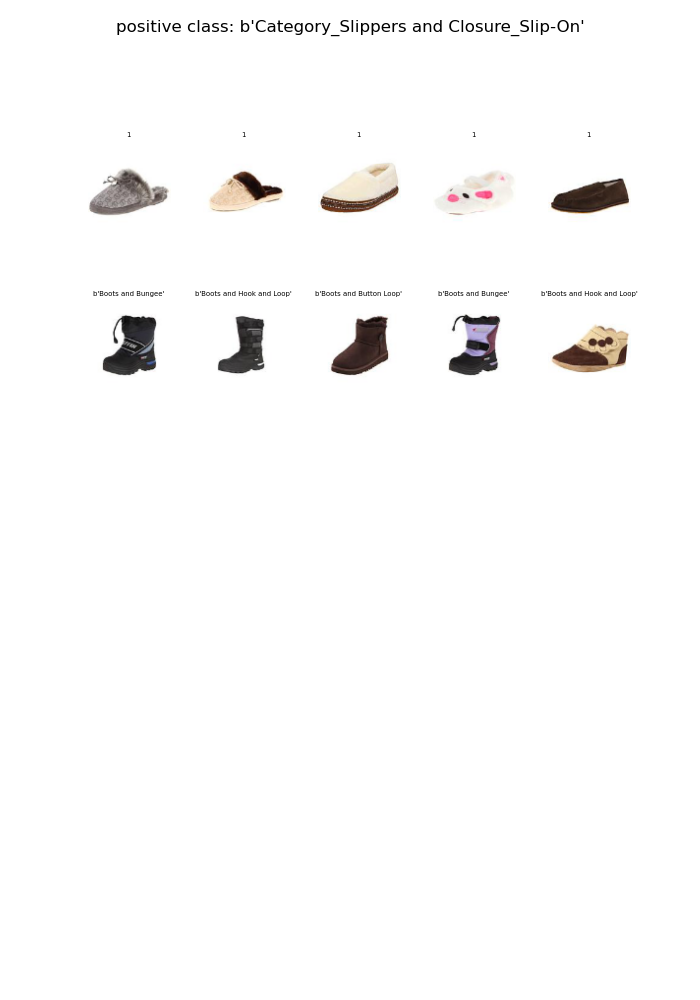 positive class: b'Category_Slippers and Closure_Slip-On'
1 1 1 1 1
b'Boots and Bungee' b'Boots and Hook and Loop' b'Boots and Button Loop' b'Boots and Bungee' b'Boots and Hook and Loop'